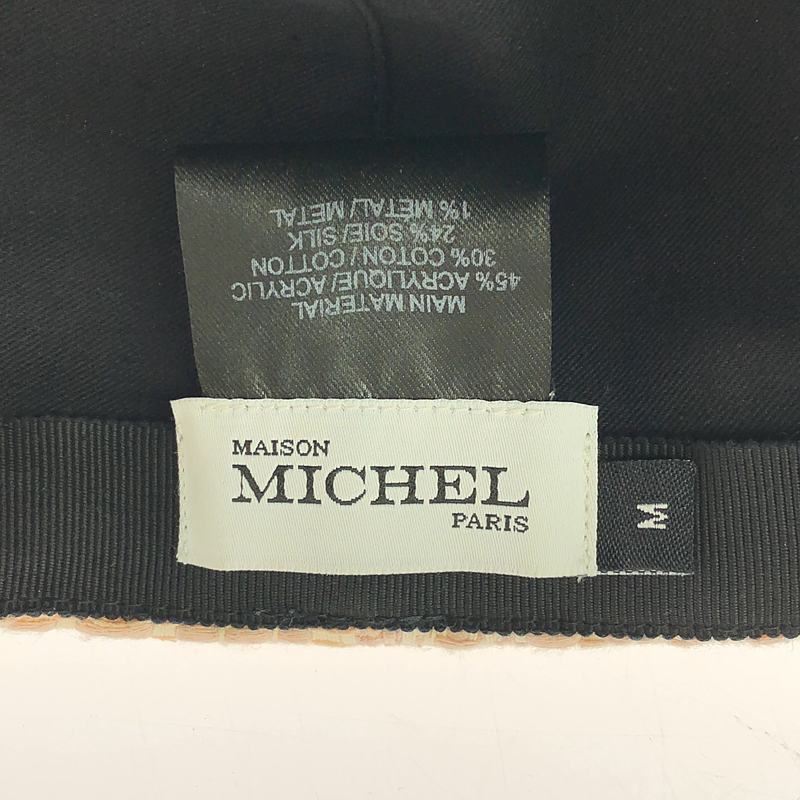 MAIN MATERIAL
45% ACRYLIQUE/ ACRYLIC
30% COTON / COTTON
24% SOIE/ SILK
1% METAL/ METAL
MAISON
MICHEL
PARIS
M